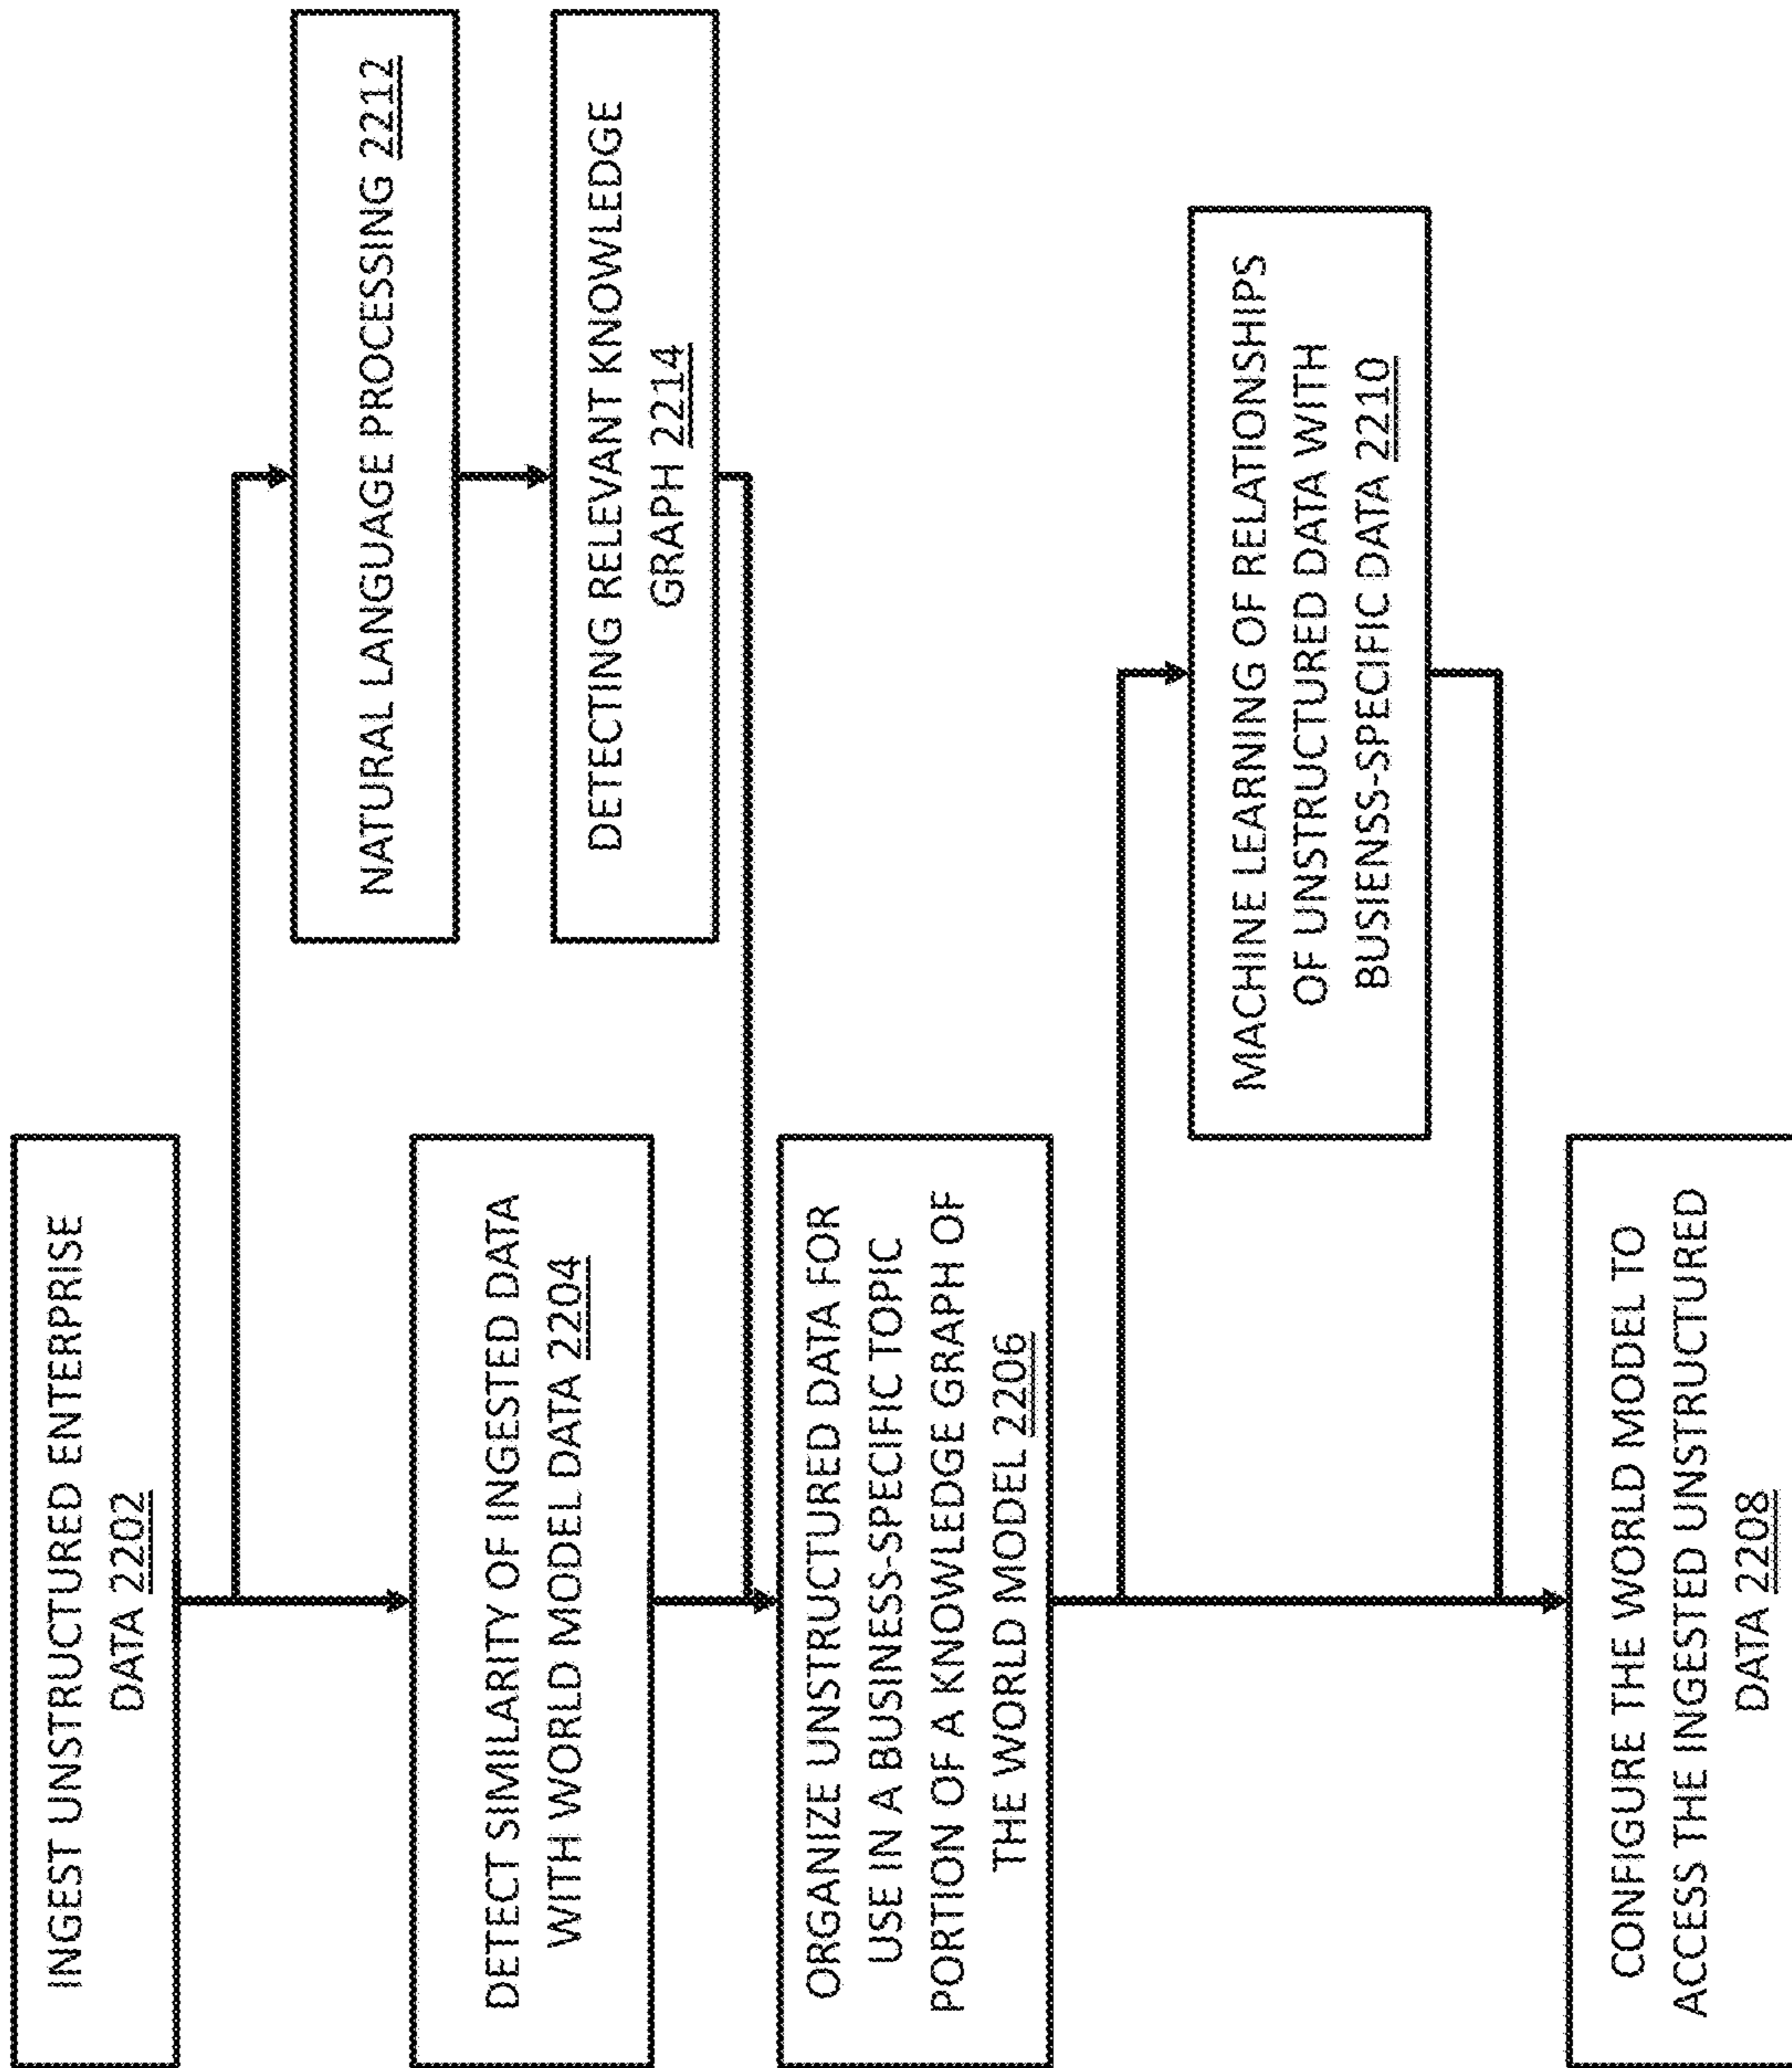 INGEST UNSTRUCTURED ENTERPRISE
DATA 2202
NATURAL LANGUAGE PROCESSING 2212
DETECTING RELEVANT KNOWLEDGE
GRAPH 2214
DETECT SIMILARITY OF INGESTED DATA
WITH WORLD MODEL DATA 2204
ORGANIZE UNSTRUCTURED DATA FOR
USE IN A BUSINESS-SPECIFIC TOPIC
PORTION OF A KNOWLEDGE GRAPH OF
THE WORLD MODEL 2206
MACHINE LEARNING OF RELATIONSHIPS
OF UNSTRUCTURED DATA WITH
BUSIENSS-SPECIFIC DATA 2210
CONFIGURE THE WORLD MODEL TO
ACCESS THE INGESTED UNSTRUCTURED
DATA 2208